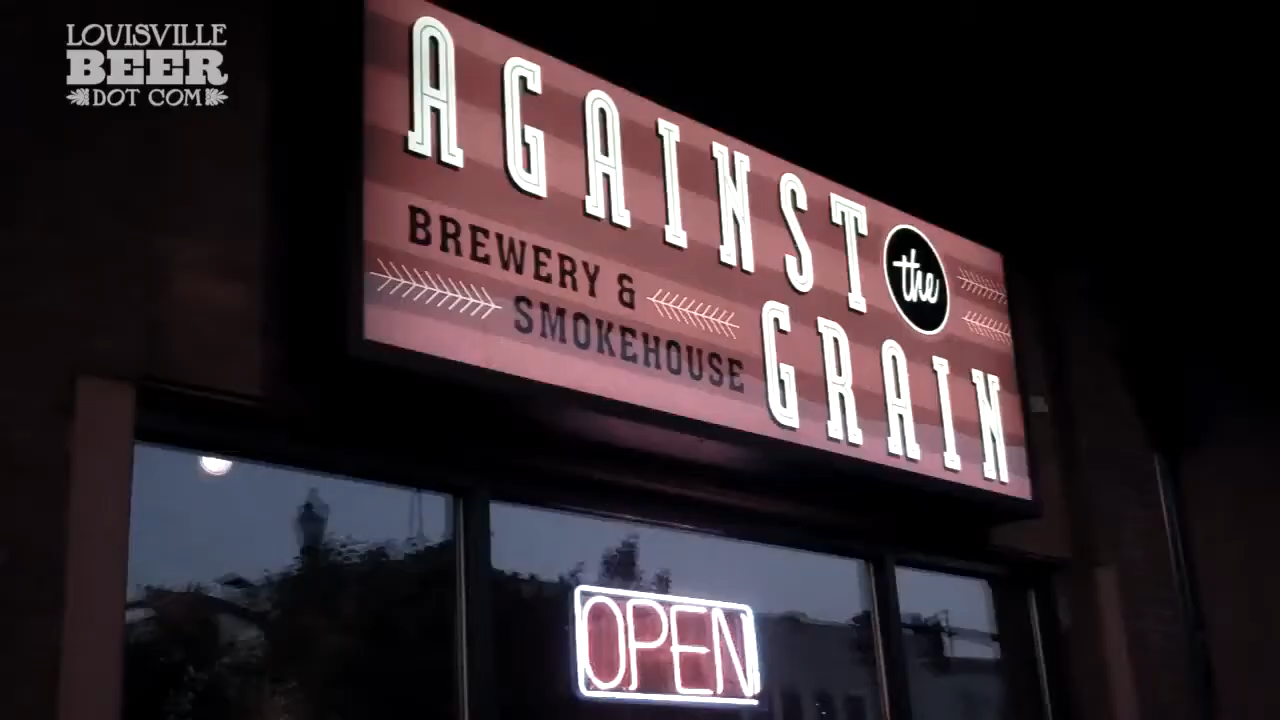 LOUISVILLE
BEER
DOT COM
AGAINST
the
GRAIN
BREWERY &
SMOKEHOUSE
OPEN